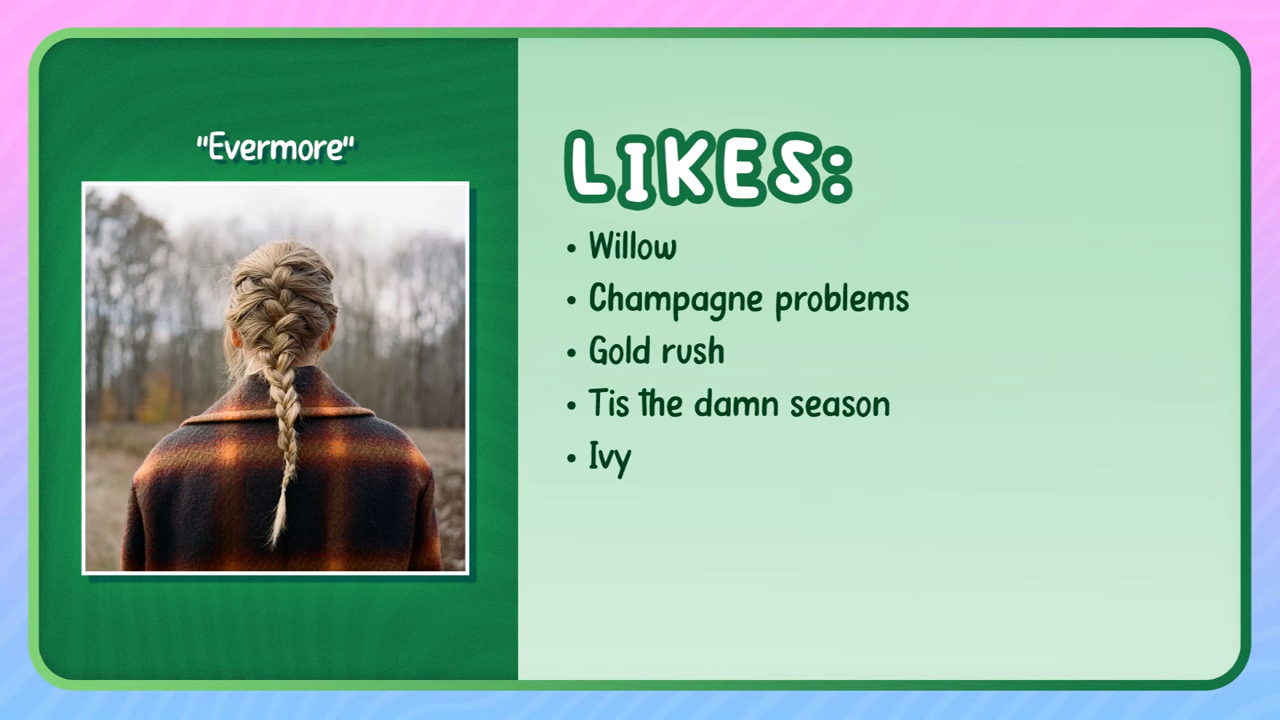 "Evermore"
LIKES:
• Willow
• Champagne problems
• Gold rush
• Tis the damn season
• Ivy